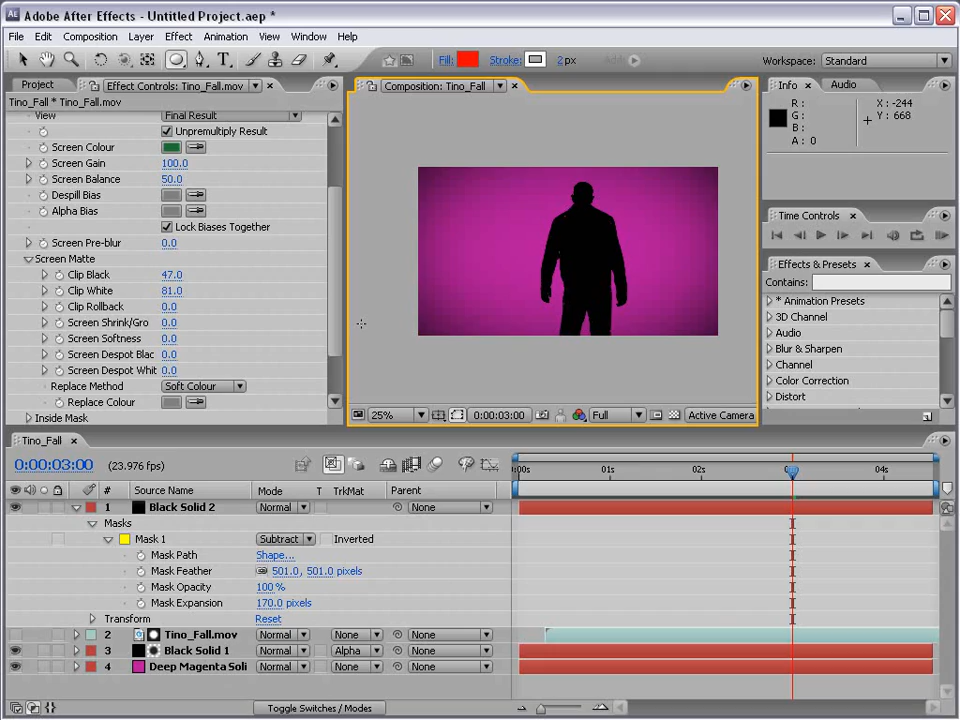 Adobe After Effects - Untitled Project.aep *
File Edit Composition Layer Effect Animation View Window Help
Fill: Stroke: 2 px Add: Workspace: Standard
Project Effect Controls: Tino_Fall.mov Composition: Tino_Fall Info Audio
Tino_Fall * Tino_Fall.mov
View Final Result
Unpremultiply Result
Screen Colour
Screen Gain 100.0
Screen Balance 50.0
Despill Bias
Alpha Bias
Lock Biases Together
Screen Pre-blur 0.0
Screen Matte
Clip Black 47.0
Clip White 81.0
Clip Rollback 0.0
Screen Shrink/Gro 0.0
Screen Softness 0.0
Screen Despot Blac 0.0
Screen Despot Whit 0.0
Replace Method Soft Colour
Replace Colour
Inside Mask
25% 0:00:03:00 Full Active Camera
R: X: -244
G: Y: 668
B:
A: 0
Time Controls
Effects & Presets
Contains:
* Animation Presets
3D Channel
Audio
Blur & Sharpen
Channel
Color Correction
Distort
Tino_Fall
0:00:03:00 (23.976 fps) 0:00s 01s 02s 04s
# Source Name Mode T TrkMat Parent
1 Black Solid 2 Normal None
Masks
Mask 1 Subtract Inverted
Mask Path Shape...
Mask Feather 501.0, 501.0 pixels
Mask Opacity 100 %
Mask Expansion 170.0 pixels
Transform Reset
2 Tino_Fall.mov Normal None None
3 Black Solid 1 Normal Alpha None
4 Deep Magenta Soli Normal None None
Toggle Switches / Modes